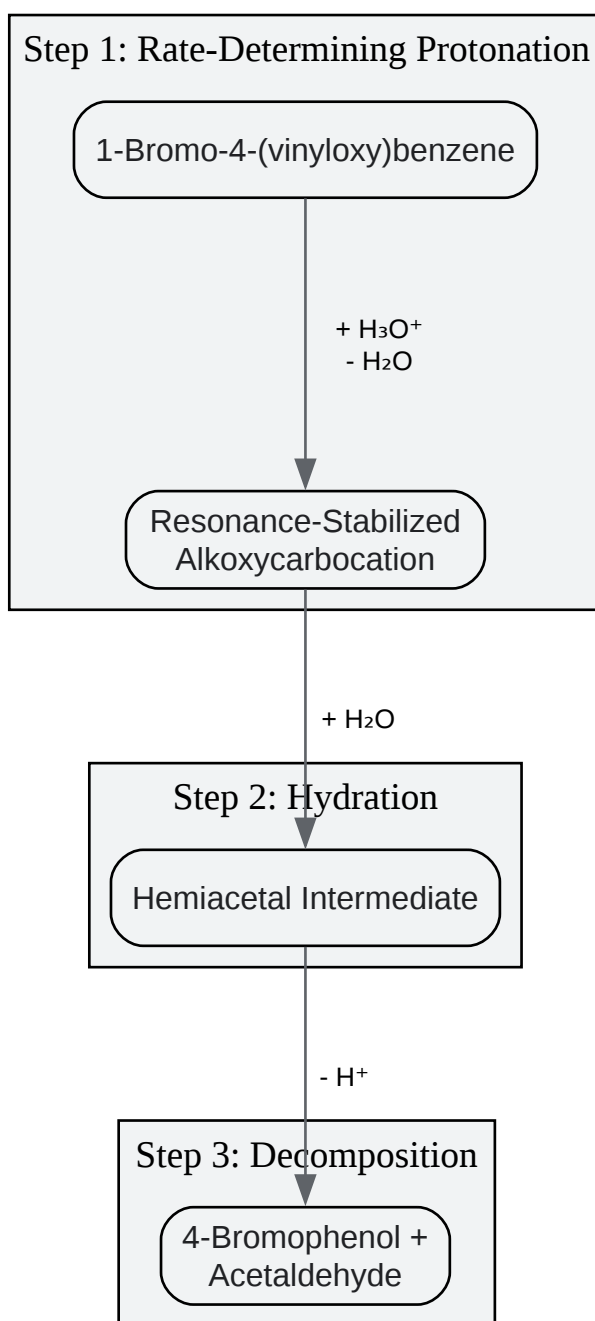 Step 1: Rate-Determining Protonation
1-Bromo-4-(vinyloxy)benzene
+ H₃O⁺
- H₂O
Resonance-Stabilized
Alkoxycarbocation
+ H₂O
Step 2: Hydration
Hemiacetal Intermediate
- H⁺
Step 3: Decomposition
4-Bromophenol +
Acetaldehyde